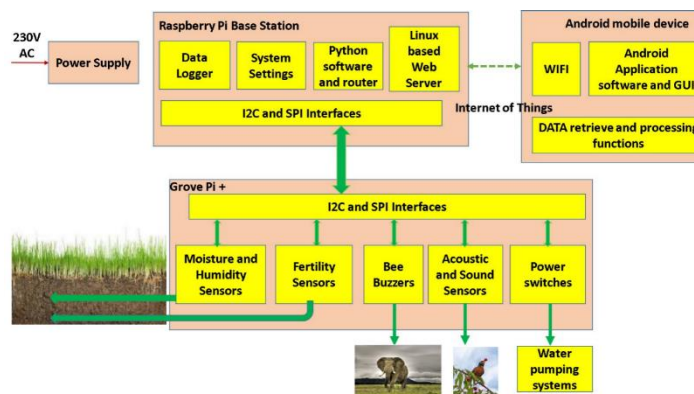 230V
AC
Power Supply
Raspberry Pi Base Station
Data
Logger
System
Settings
Python
software
and router
Linux
based
Web
Server
I2C and SPI Interfaces
Internet of Things
Android mobile device
WIFI
Android
Application
software and GUI
DATA retrieve and processing
functions
Grove Pi +
I2C and SPI Interfaces
Moisture and
Humidity
Sensors
Fertility
Sensors
Bee
Buzzers
Acoustic
and Sound
Sensors
Power
switches
Water
pumping
systems